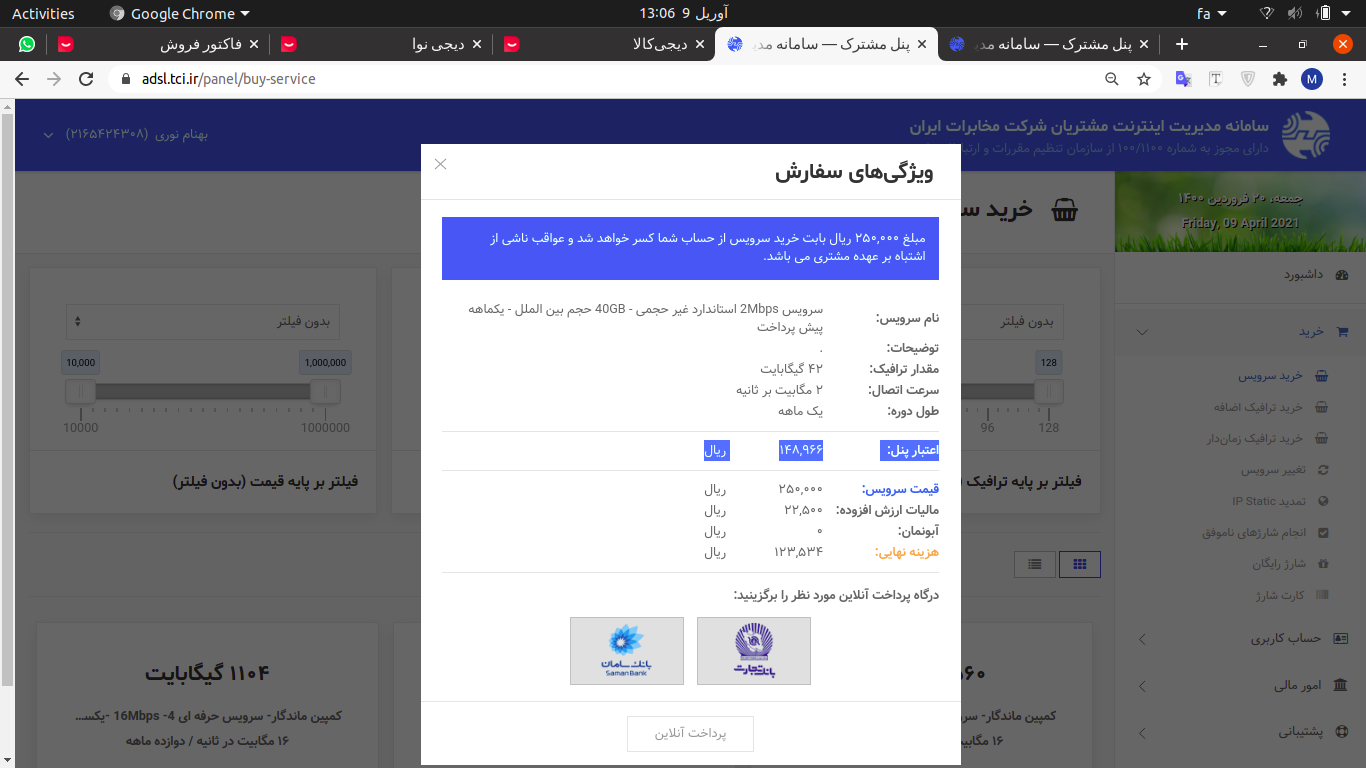 Activities
Google Chrome
13:06 9 آوریل
fa
فاکتور فروش
دیجی نوا
دیجی‌کالا
پنل مشترک — سامانه مدی
پنل مشترک — سامانه مدی
adsl.tci.ir/panel/buy-service
M
سامانه مدیریت اینترنت مشتریان شرکت مخابرات ایران
دارای مجوز به شماره ۱۰۰/۱۱۰۰ از سازمان تنظیم مقررات و
بهنام نوری (۲۱۶۵۴۲۴۳۰۸)
جمعه، ۲۰ فروردین ۱۴۰۰
Friday, 09 April 2021
داشبورد
خرید
خرید سرویس
خرید ترافیک اضافه
خرید ترافیک زمان‌دار
تغییر سرویس
تمدید IP Static
انجام شارژهای ناموفق
شارژ رایگان
کارت شارژ
حساب کاربری
امور مالی
پشتیبانی
خرید
بدون فیلتر
128
96
128
فیلتر بر پایه ترافیک
بدون فیلتر
10,000
1,000,000
10000
1000000
فیلتر بر پایه قیمت (بدون فیلتر)
کمپین ماندگار-
۱۱۰۴ گیگابایت
کمپین ماندگار- سرویس حرفه ای 4- 16Mbps -یکس...
۱۶ مگابیت در ثانیه / دوازده ماهه
ویژگی‌های سفارش
مبلغ ۲۵۰,۰۰۰ ریال بابت خرید سرویس از حساب شما کسر خواهد شد و عواقب ناشی از
اشتباه بر عهده مشتری می باشد.
نام سرویس: سرویس 2Mbps استاندارد غیر حجمی - 40GB حجم بین الملل - یکماهه
پیش پرداخت
توضیحات: .
مقدار ترافیک: ۴۲ گیگابایت
سرعت اتصال: ۲ مگابیت بر ثانیه
طول دوره: یک ماهه
اعتبار پنل: ۱۴۸,۹۶۶ ریال
قیمت سرویس: ۲۵۰,۰۰۰ ریال
مالیات ارزش افزوده: ۲۲,۵۰۰ ریال
آبونمان: ۰ ریال
هزینه نهایی: ۱۲۳,۵۳۴ ریال
درگاه پرداخت آنلاین مورد نظر را برگزینید:
بانک تجارت
بانک سامان
Saman Bank
پرداخت آنلاین